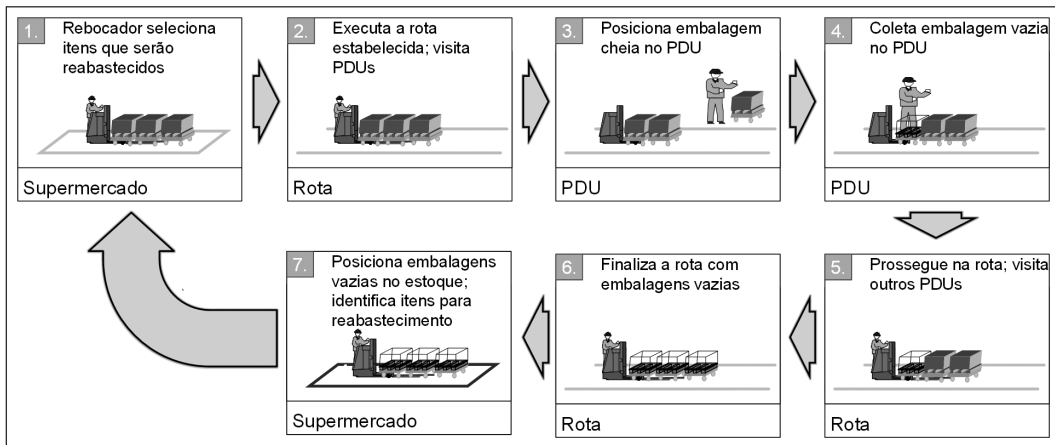 1.
Rebocador seleciona
itens que serão
reabastecidos
Supermercado
2.
Executa a rota
estabelecida; visita
PDUs
Rota
3.
Posiciona embalagem
cheia no PDU
PDU
4.
Coleta embalagem vazia
no PDU
PDU
5.
Prossegue na rota; visita
outros PDUs
Rota
6.
Finaliza a rota com
embalagens vazias
Rota
7.
Posiciona embalagens
vazias no estoque;
identifica itens para
reabastecimento
Supermercado